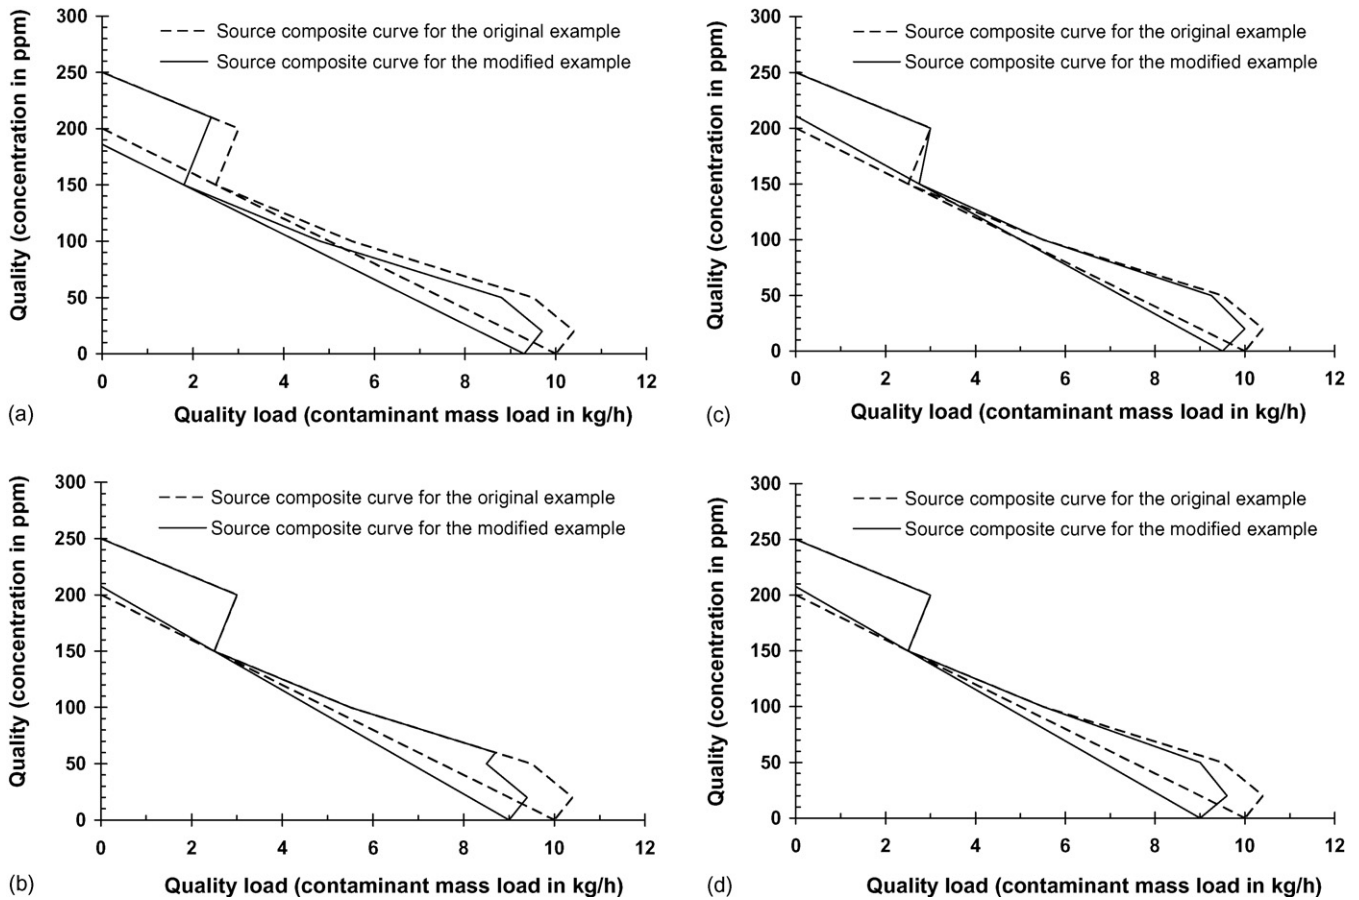 300
250
200
150
100
50
0
Quality (concentration in ppm)
Source composite curve for the original example
Source composite curve for the modified example
0 2 4 6 8 10 12
(a) Quality load (contaminant mass load in kg/h)
300
250
200
150
100
50
0
Quality (concentration in ppm)
Source composite curve for the original example
Source composite curve for the modified example
0 2 4 6 8 10 12
(c) Quality load (contaminant mass load in kg/h)
300
250
200
150
100
50
0
Quality (concentration in ppm)
Source composite curve for the original example
Source composite curve for the modified example
0 2 4 6 8 10 12
(b) Quality load (contaminant mass load in kg/h)
300
250
200
150
100
50
0
Quality (concentration in ppm)
Source composite curve for the original example
Source composite curve for the modified example
0 2 4 6 8 10 12
(d) Quality load (contaminant mass load in kg/h)